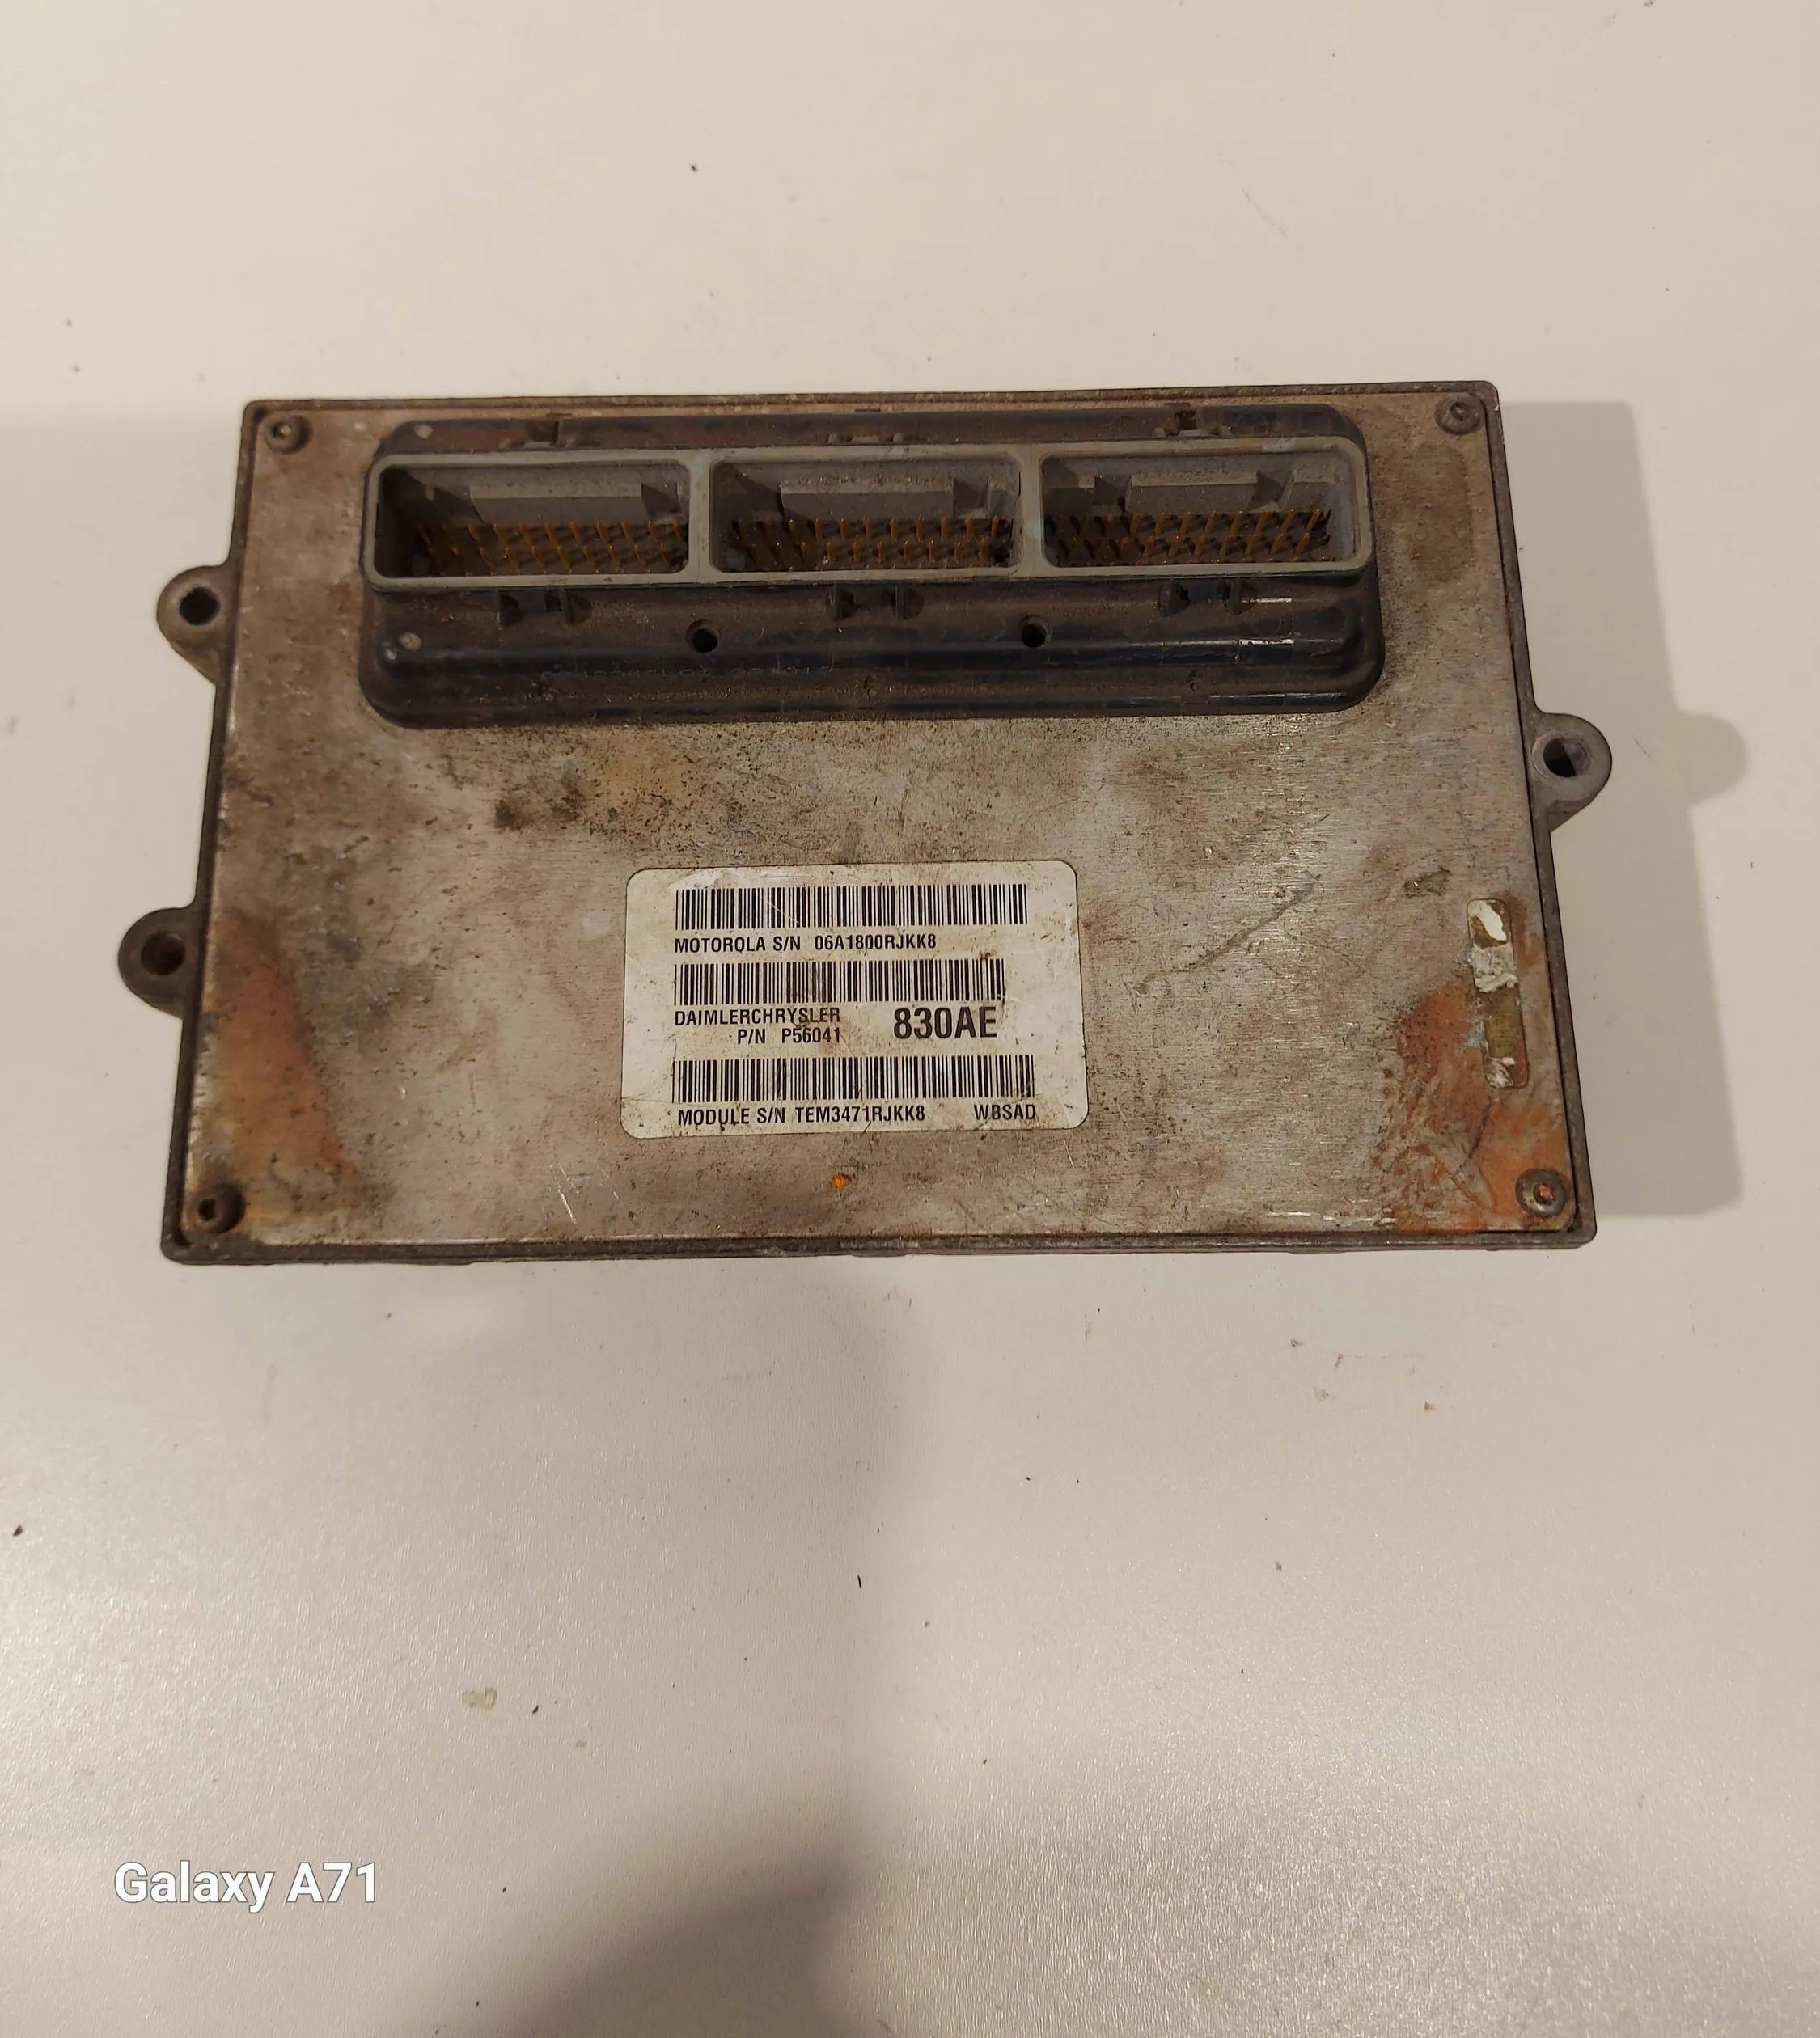 MOTOROLA S/N 06A1800RJKK8
DAIMLERCHRYSLER
P/N P56041 830AE
MODULE S/N TEM3471RJKK8 WBSAD
Galaxy A71